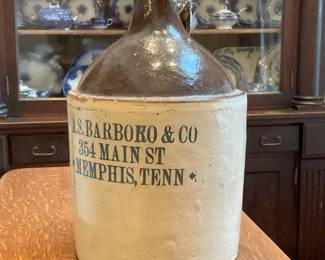 .S. BARBORO & CO
354 MAIN ST
MEMPHIS, TENN